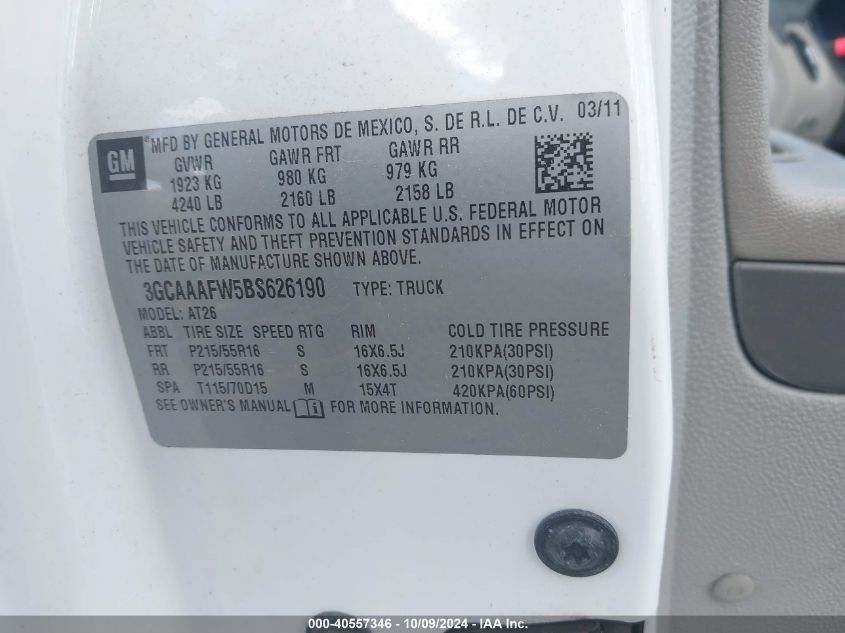 GM
MFD BY GENERAL MOTORS DE MEXICO, S. DE R.L. DE C.V. 03/11
GVWR GAWR FRT GAWR RR
1923 KG 980 KG 979 KG
4240 LB 2160 LB 2158 LB
THIS VEHICLE CONFORMS TO ALL APPLICABLE U.S. FEDERAL MOTOR
VEHICLE SAFETY AND THEFT PREVENTION STANDARDS IN EFFECT ON
THE DATE OF MANUFACTURE SHOWN ABOVE.
3GCAAAFW5BS626190 TYPE: TRUCK
MODEL: AT26
ABBL TIRE SIZE SPEED RTG RIM COLD TIRE PRESSURE
FRT P215/55R16 S 16X6.5J 210KPA(30PSI)
RR P215/55R16 S 16X6.5J 210KPA(30PSI)
SPA T115/70D15 M 15X4T 420KPA(60PSI)
SEE OWNER'S MANUAL FOR MORE INFORMATION.
000-40557346 - 10/09/2024 - IAA Inc.